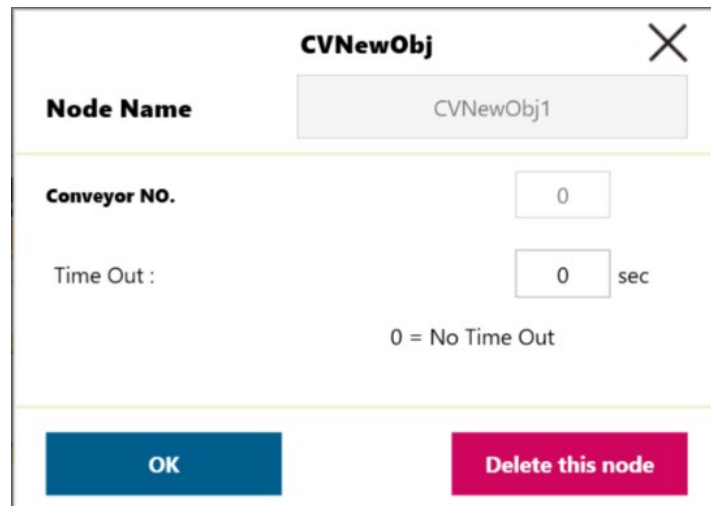 CVNewObj
Node Name CVNewObj1
Conveyor NO. 0
Time Out : 0 sec
0 = No Time Out
OK Delete this node